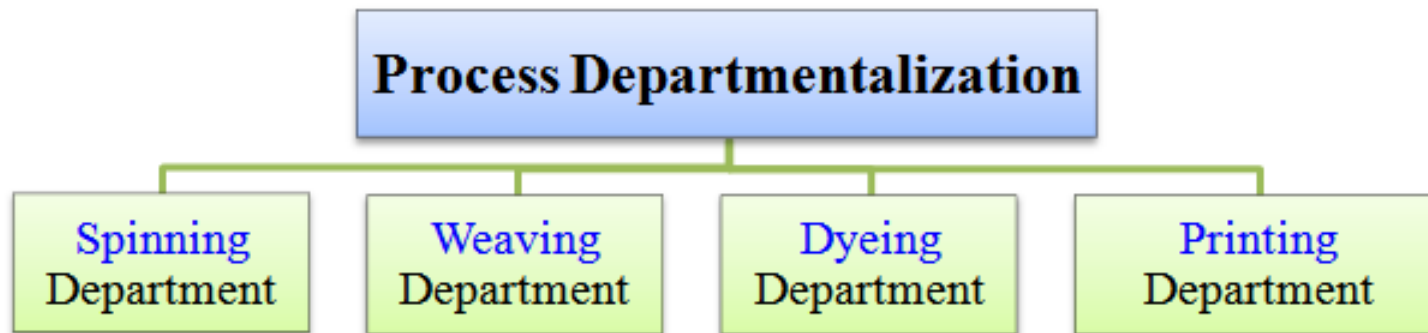 Process Departmentalization
Spinning
Department
Weaving
Department
Dyeing
Department
Printing
Department